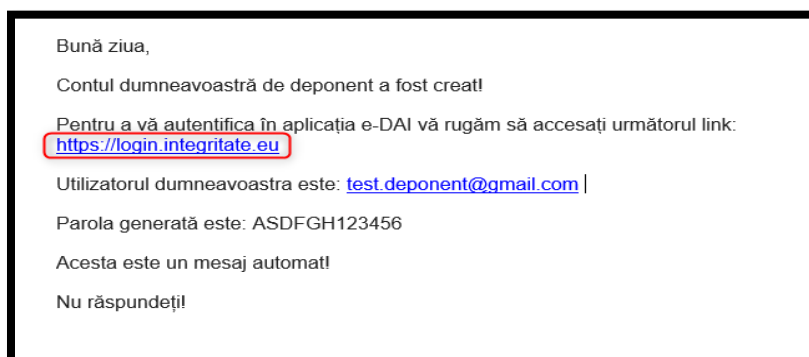 Bună ziua,
Contul dumneavoastră de deponent a fost creat!
Pentru a vă autentifica în aplicația e-DAI vă rugăm să accesați următorul link:
https://login.integritate.eu
Utilizatorul dumneavoastra este: test.deponent@gmail.com
Parola generată este: ASDFGH123456
Acesta este un mesaj automat!
Nu răspundeți!